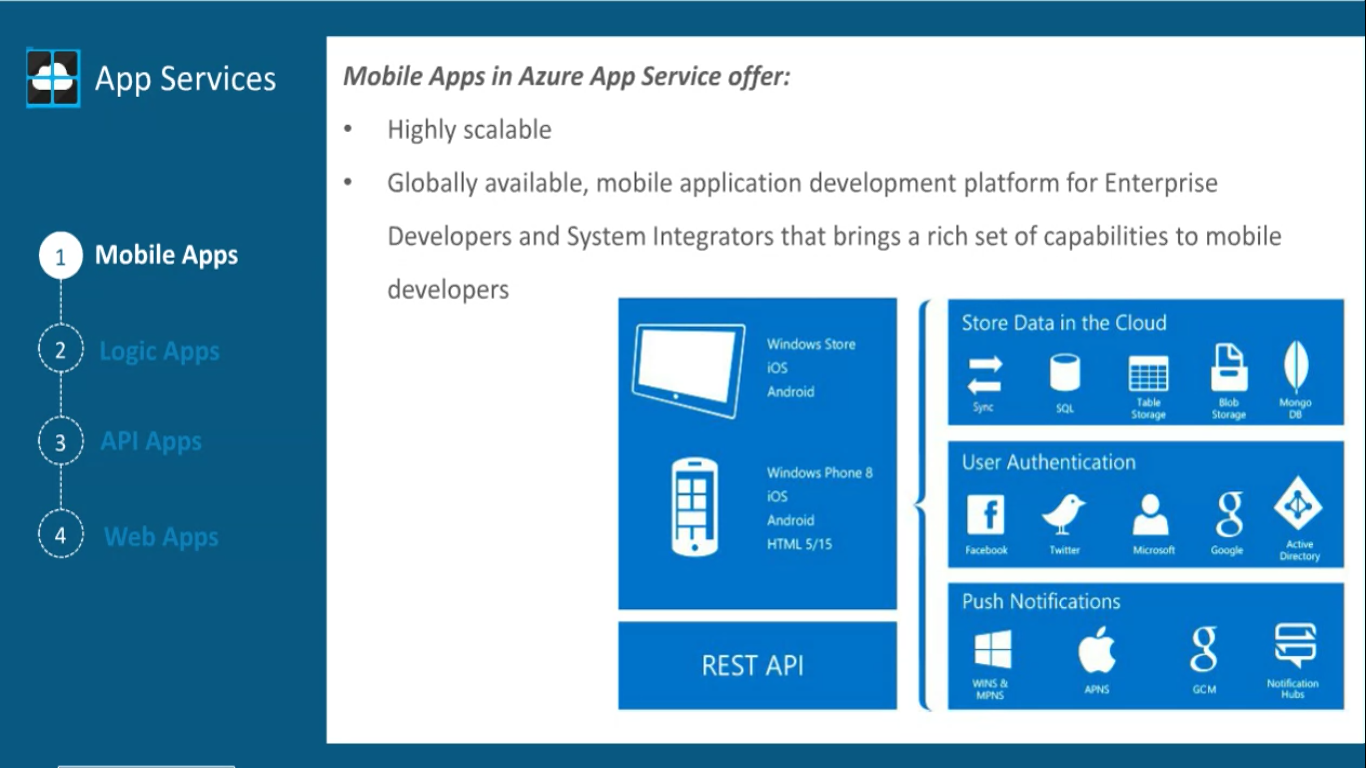 App Services
1 Mobile Apps
2 Logic Apps
3 API Apps
4 Web Apps
Mobile Apps in Azure App Service offer:
• Highly scalable
• Globally available, mobile application development platform for Enterprise
Developers and System Integrators that brings a rich set of capabilities to mobile
developers
Windows Store
iOS
Android
Windows Phone 8
iOS
Android
HTML 5/15
REST API
Store Data in the Cloud
Sync
SQL
Table
Storage
Blob
Storage
Mongo
DB
User Authentication
Facebook
Twitter
Microsoft
Google
Active
Directory
Push Notifications
WINS &
MPNS
APNS
GCM
Notification
Hubs